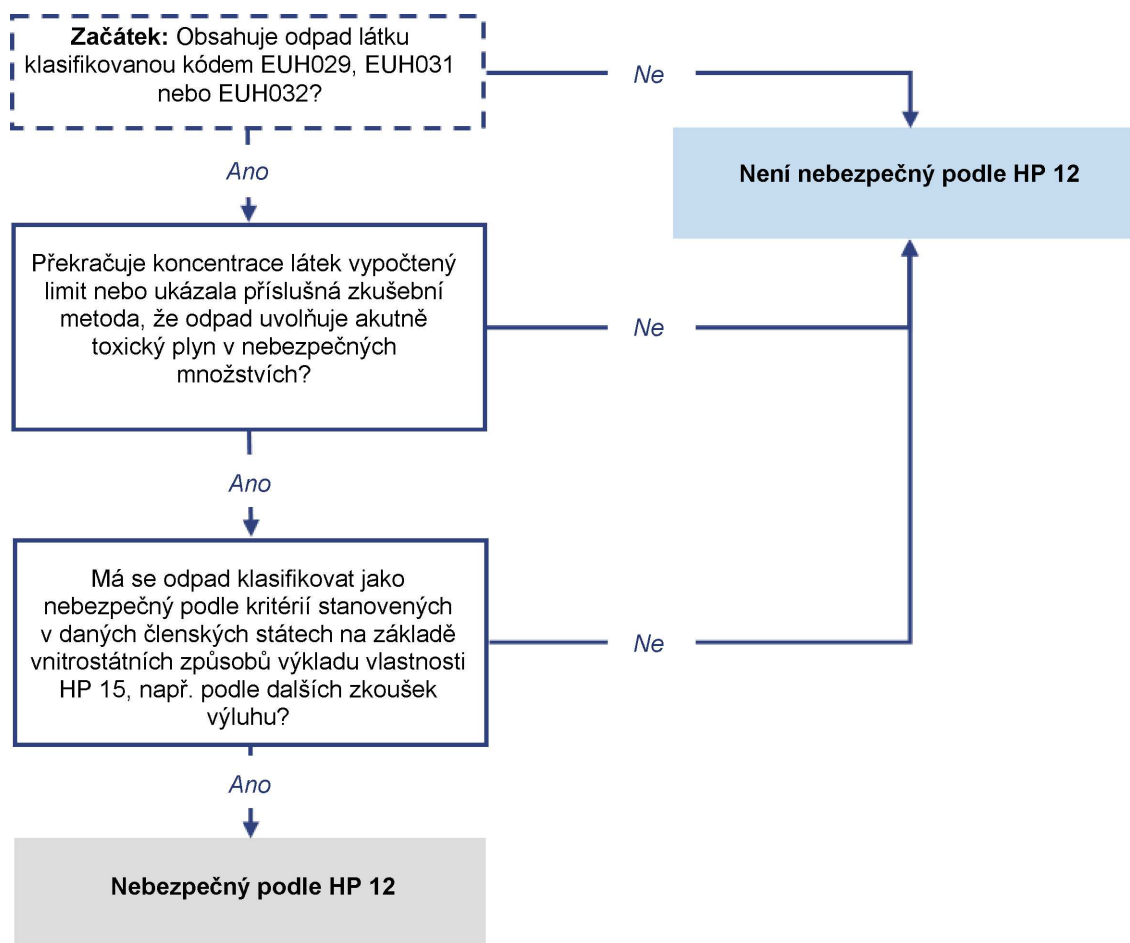 Začátek: Obsahuje odpad látku
klasifikovanou kódem EUH029, EUH031
nebo EUH032?
Ne
Ano
Není nebezpečný podle HP 12
Překračuje koncentrace látek vypočtený
limit nebo ukázala příslušná zkušební
metoda, že odpad uvolňuje akutně
toxický plyn v nebezpečných
množstvích?
Ne
Ano
Má se odpad klasifikovat jako
nebezpečný podle kritérií stanovených
v daných členských státech na základě
vnitrostátních způsobů výkladu vlastnosti
HP 15, např. podle dalších zkoušek
výluhu?
Ne
Ano
Nebezpečný podle HP 12